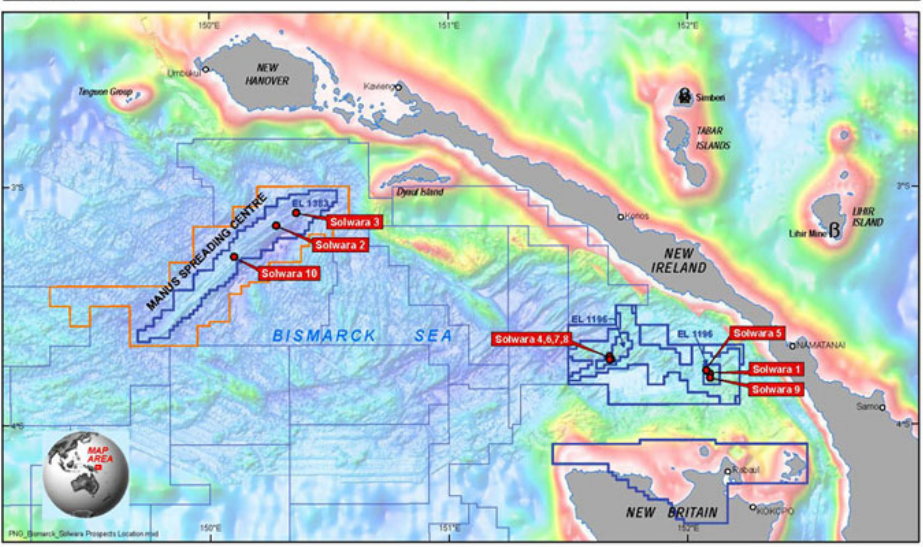 150°E
151°E
152°E
NEW
HANOVER
Umbukul
Kavieng
Tingwon Group
Simberi
TABAR
ISLANDS
3°S
3°S
Dyaul Island
EL 1383
MANUS SPREADING CENTRE
Solwara 3
Solwara 2
Solwara 10
Konos
LIHIR
ISLAND
Lihir Mine
NEW
IRELAND
BISMARCK SEA
EL 1196
EL 1196
Solwara 4,6,7,8
Solwara 5
NAMATANAI
Solwara 1
Solwara 9
Samo
4°S
4°S
MAP
AREA
Rabaul
NEW BRITAIN
KOKOPO
PNG_Bismarck_Solwara Prospects Location.mxd
150°E
151°E
152°E